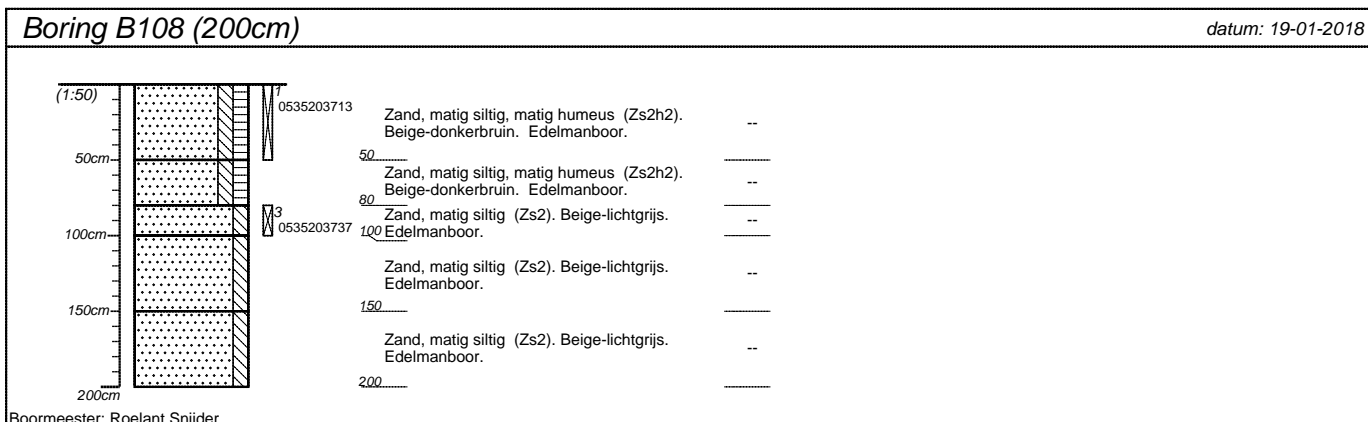 Boring B108 (200cm)
datum: 19-01-2018
(1:50)
1
0535203713
Zand, matig siltig, matig humeus (Zs2h2).
Beige-donkerbruin. Edelmanboor.
--
50cm
50
Zand, matig siltig, matig humeus (Zs2h2).
Beige-donkerbruin. Edelmanboor.
--
80
3
0535203737
Zand, matig siltig (Zs2). Beige-lichtgrijs.
Edelmanboor.
--
100cm
100
Zand, matig siltig (Zs2). Beige-lichtgrijs.
Edelmanboor.
--
150cm
150
Zand, matig siltig (Zs2). Beige-lichtgrijs.
Edelmanboor.
--
200cm
200
Boormeester: Roelant Snijder